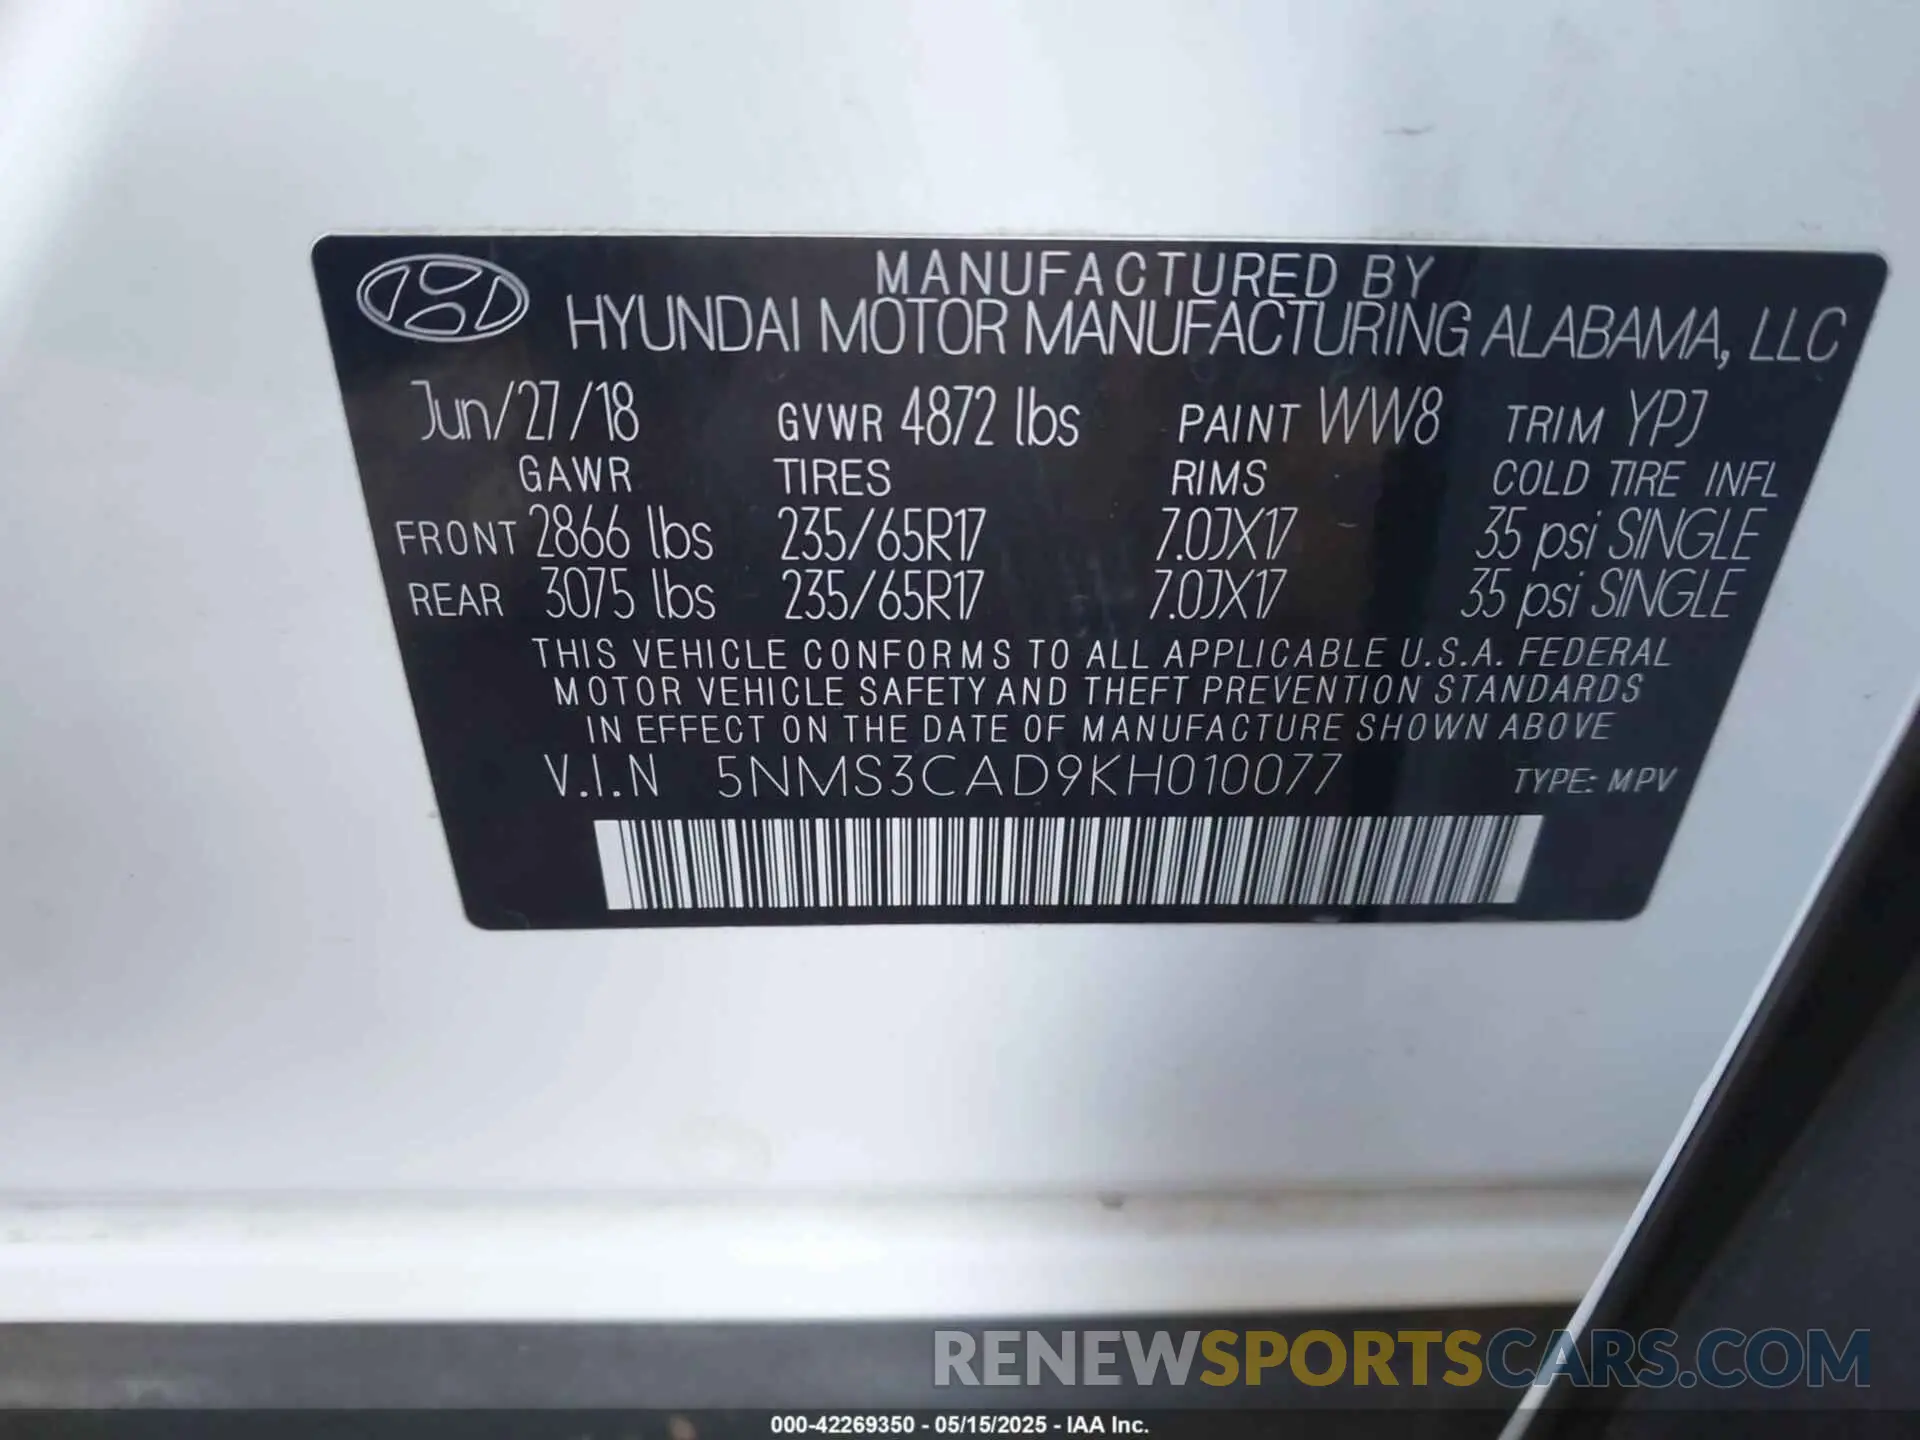 MANUFACTURED BY
HYUNDAI MOTOR MANUFACTURING ALABAMA, LLC
Jun/27/18 GVWR 4872 lbs PAINT WW8 TRIM YPJ
GAWR TIRES RIMS COLD TIRE INFL
FRONT 2866 lbs 235/65R17 7.0JX17 35 psi SINGLE
REAR 3075 lbs 235/65R17 7.0JX17 35 psi SINGLE
THIS VEHICLE CONFORMS TO ALL APPLICABLE U.S.A. FEDERAL
MOTOR VEHICLE SAFETY AND THEFT PREVENTION STANDARDS
IN EFFECT ON THE DATE OF MANUFACTURE SHOWN ABOVE
V.I.N 5NMS3CAD9KH010077 TYPE: MPV
RENEWSPORTSCARS.COM
000-42269350 - 05/15/2025 - IAA Inc.